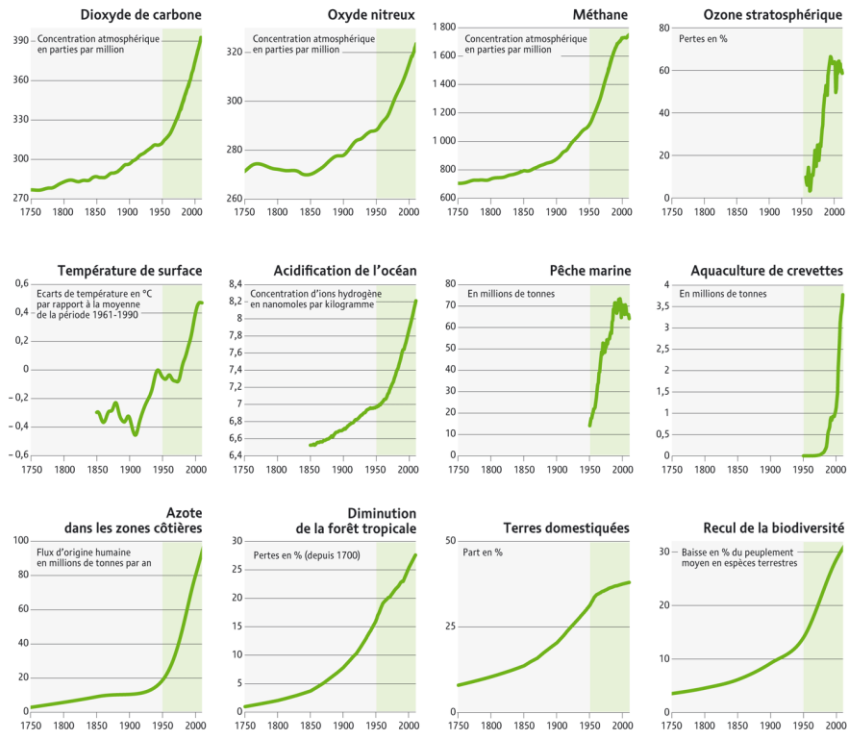 Dioxyde de carbone
Concentration atmosphérique
en parties par million
390
360
330
300
270
1750 1800 1850 1900 1950 2000
Oxyde nitreux
Concentration atmosphérique
en parties par million
320
300
280
260
1750 1800 1850 1900 1950 2000
Méthane
Concentration atmosphérique
en parties par million
1 800
1 600
1 400
1 200
1 000
800
600
1750 1800 1850 1900 1950 2000
Ozone stratosphérique
Pertes en %
80
60
40
20
0
1750 1800 1850 1900 1950 2000
Température de surface
Ecarts de température en °C
par rapport à la moyenne
de la période 1961-1990
0,6
0,4
0,2
0
– 0,2
– 0,4
– 0,6
1750 1800 1850 1900 1950 2000
Acidification de l’océan
Concentration d’ions hydrogène
en nanomoles par kilogramme
8,4
8,2
8
7,8
7,6
7,4
7,2
7
6,8
6,6
6,4
1750 1800 1850 1900 1950 2000
Pêche marine
En millions de tonnes
80
70
60
50
40
30
20
10
0
1750 1800 1850 1900 1950 2000
Aquaculture de crevettes
En millions de tonnes
4
3,5
3
2,5
2
1,5
1
0,5
0
1750 1800 1850 1900 1950 2000
Azote
dans les zones côtières
Flux d’origine humaine
en millions de tonnes par an
100
80
60
40
20
0
1750 1800 1850 1900 1950 2000
Diminution
de la forêt tropicale
Pertes en % (depuis 1700)
30
25
20
15
10
5
0
1750 1800 1850 1900 1950 2000
Terres domestiquées
Part en %
50
25
0
1750 1800 1850 1900 1950 2000
Recul de la biodiversité
Baisse en % du peuplement
moyen en espèces terrestres
30
20
10
0
1750 1800 1850 1900 1950 2000